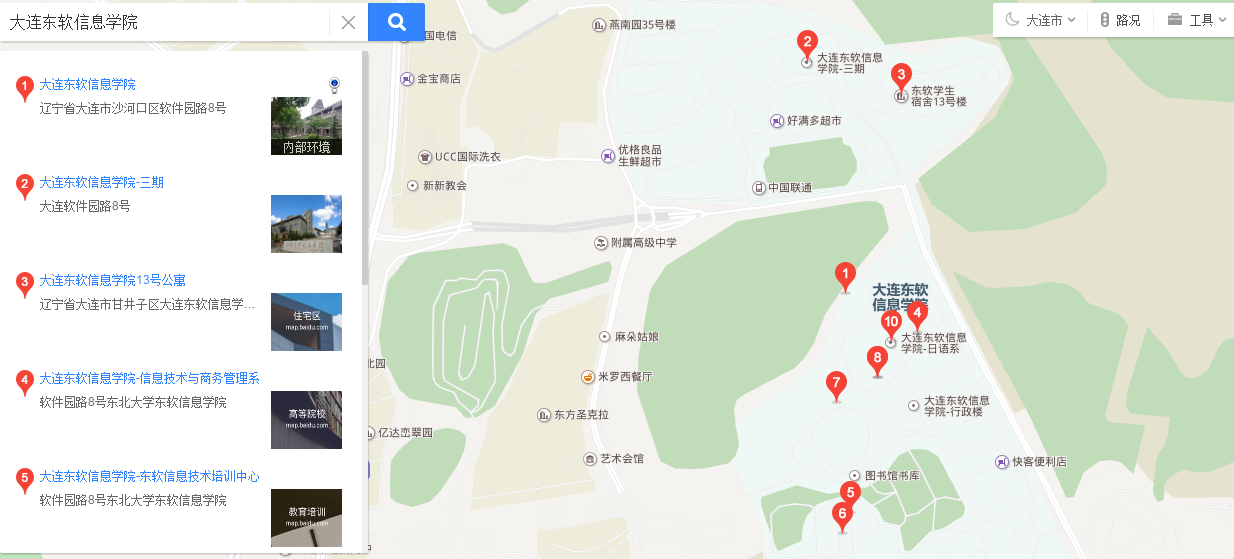 大连东软信息学院
大连市
路况
工具
1
大连东软信息学院
辽宁省大连市沙河口区软件园路8号
内部环境
2
大连东软信息学院-三期
大连软件园路8号
3
大连东软信息学院13号公寓
辽宁省大连市甘井子区大连东软信息学...
住宅区
map.baidu.com
4
大连东软信息学院-信息技术与商务管理系
软件园路8号东北大学东软信息学院
高等院校
map.baidu.com
5
大连东软信息学院-东软信息技术培训中心
软件园路8号东北大学东软信息学院
教育培训
map.baidu.com
国电信
燕南园35号楼
金宝商店
2
大连东软信息
学院-三期
3
东软学生
宿舍13号楼
好满多超市
UCC国际洗衣
优格良品
生鲜超市
新新教会
中国联通
附属高级中学
1
大连东软
信息学院
10
4
大连东软信息
学院-日语系
麻朵姑娘
8
北园
米罗西餐厅
7
大连东软信息
学院-行政楼
东方圣克拉
亿达峦翠园
艺术会馆
快客便利店
图书馆书库
5
6